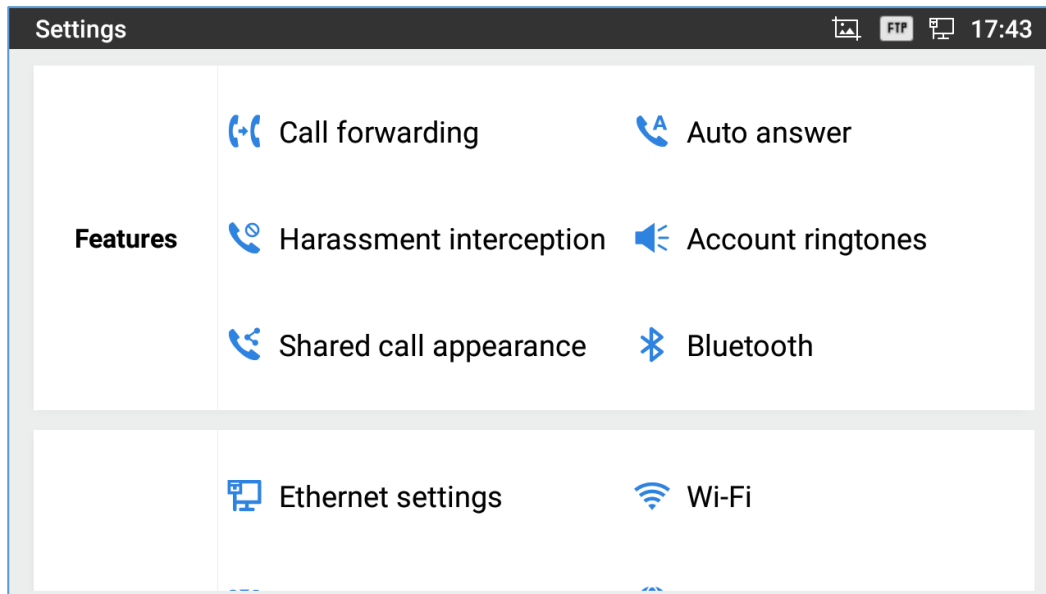 Settings FTP 17:43
Call forwarding A Auto answer
Features Harassment interception Account ringtones
Shared call appearance Bluetooth
Ethernet settings Wi-Fi